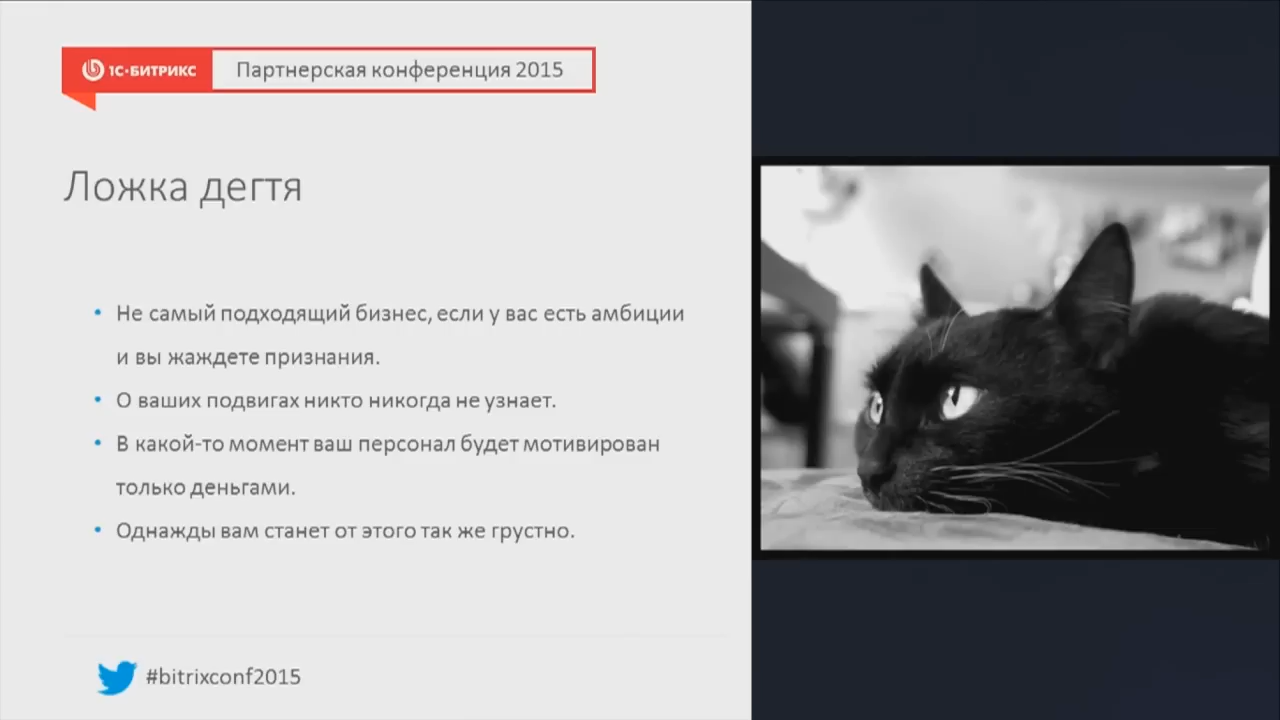 1С-БИТРИКС Партнерская конференция 2015
Ложка дегтя
• Не самый подходящий бизнес, если у вас есть амбиции
и вы жаждете признания.
• О ваших подвигах никто никогда не узнает.
• В какой-то момент ваш персонал будет мотивирован
только деньгами.
• Однажды вам станет от этого так же грустно.
#bitrixconf2015